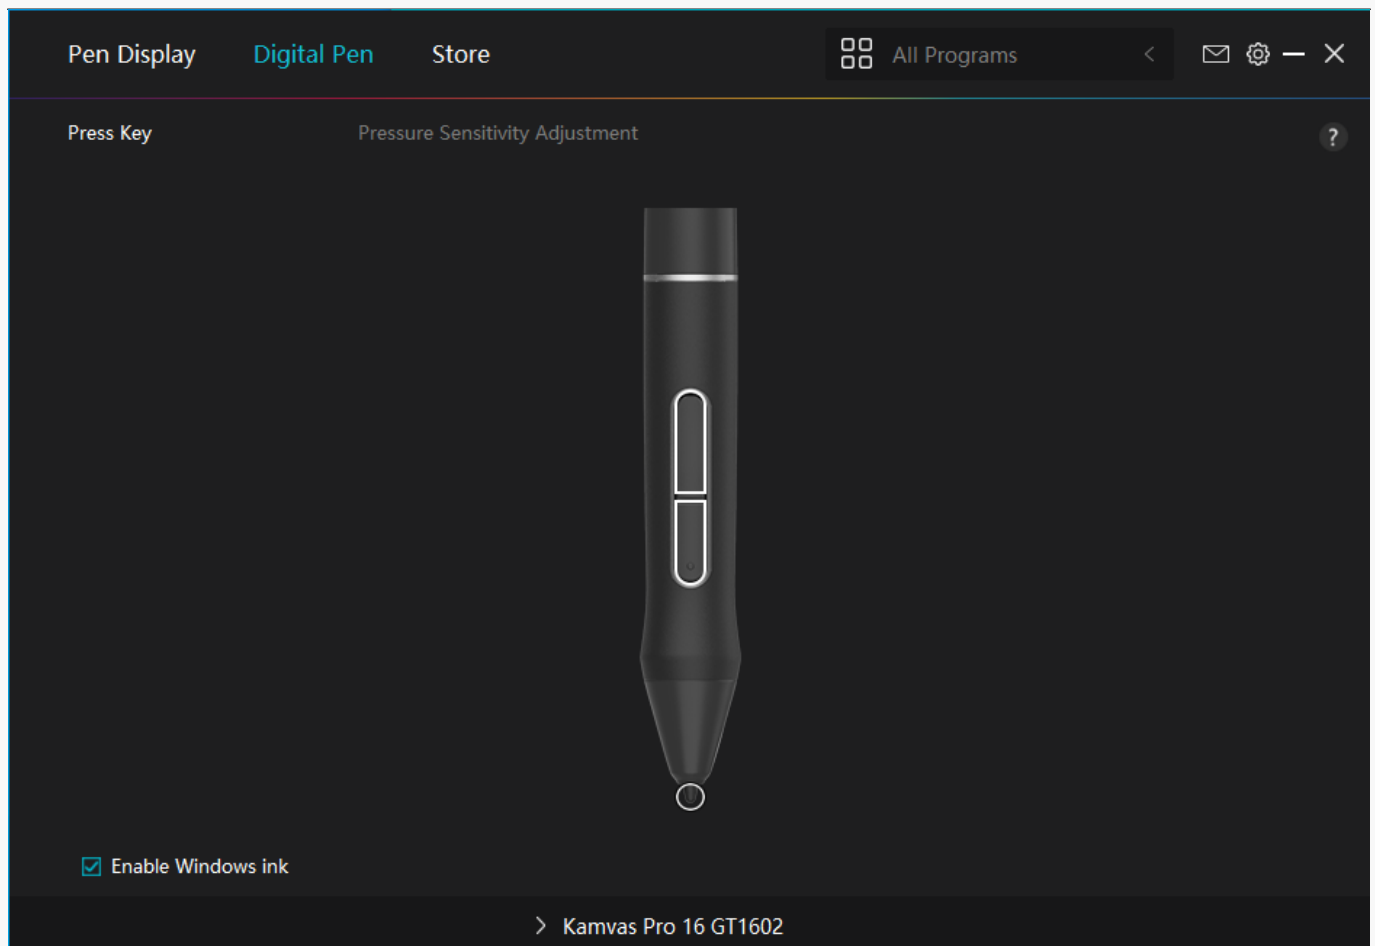 Pen Display Digital Pen Store All Programs
Press Key Pressure Sensitivity Adjustment ?
Enable Windows ink
Kamvas Pro 16 GT1602